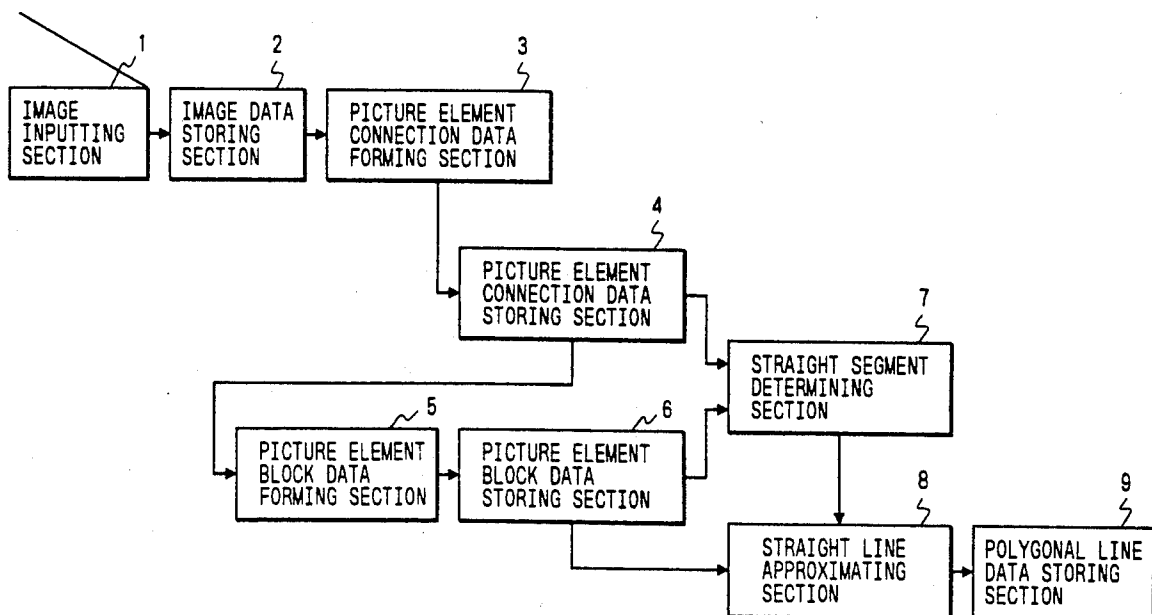 1
IMAGE
INPUTTING
SECTION
2
IMAGE DATA
STORING
SECTION
3
PICTURE ELEMENT
CONNECTION DATA
FORMING SECTION
4
PICTURE ELEMENT
CONNECTION DATA
STORING SECTION
5
PICTURE ELEMENT
BLOCK DATA
FORMING SECTION
6
PICTURE ELEMENT
BLOCK DATA
STORING SECTION
7
STRAIGHT SEGMENT
DETERMINING
SECTION
8
STRAIGHT LINE
APPROXIMATING
SECTION
9
POLYGONAL LINE
DATA STORING
SECTION